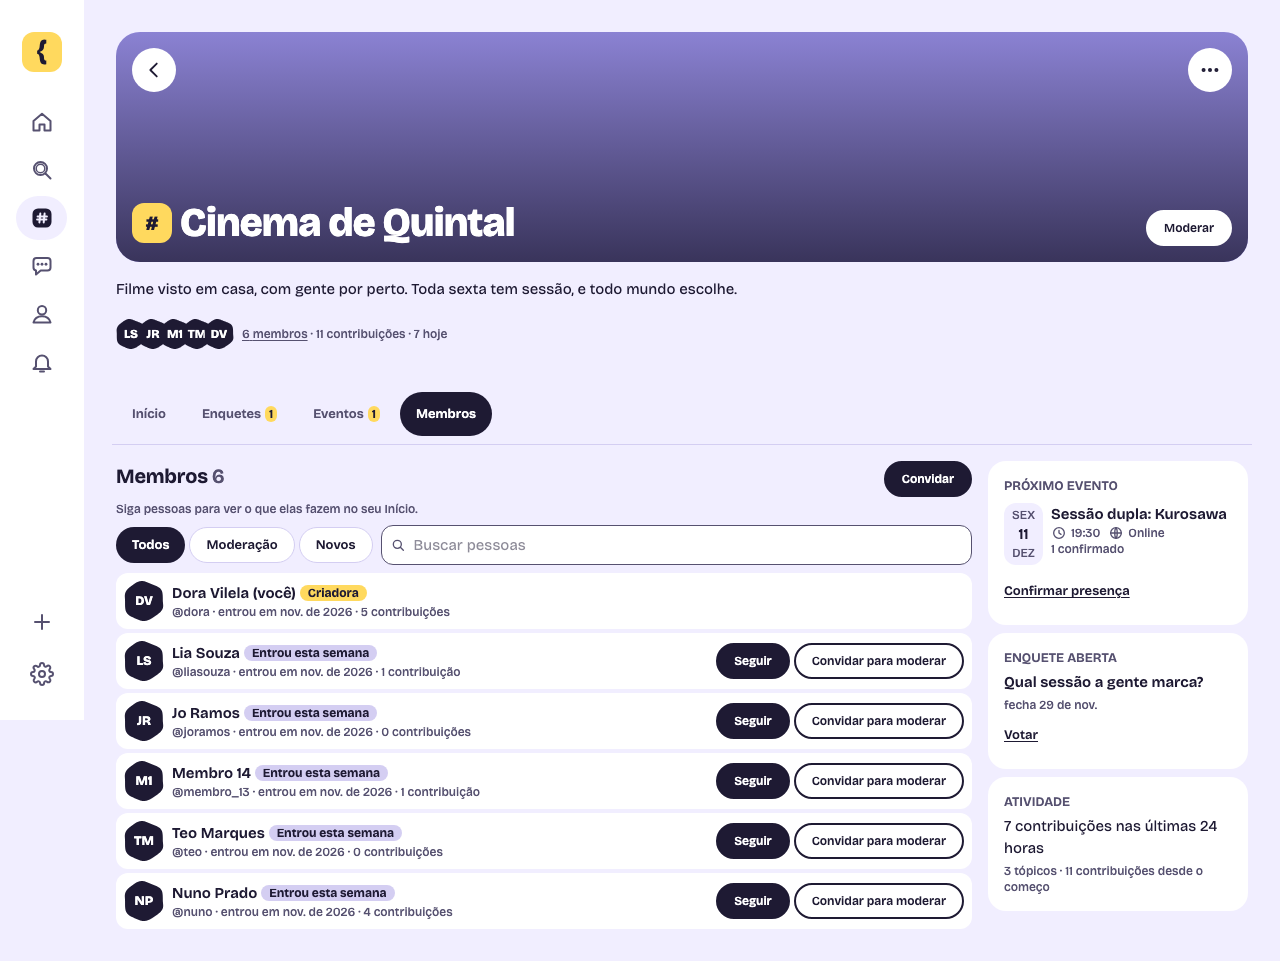 {
#
# Cinema de Quintal
Moderar
Filme visto em casa, com gente por perto. Toda sexta tem sessão, e todo mundo escolhe.
LS JR M1 TM DV 6 membros · 11 contribuições · 7 hoje
Início Enquetes 1 Eventos 1 Membros
Membros 6
Convidar
Siga pessoas para ver o que elas fazem no seu Início.
Todos Moderação Novos Buscar pessoas
DV Dora Vilela (você) Criadora
@dora · entrou em nov. de 2026 · 5 contribuições
LS Lia Souza Entrou esta semana
@liasouza · entrou em nov. de 2026 · 1 contribuição
Seguir Convidar para moderar
JR Jo Ramos Entrou esta semana
@joramos · entrou em nov. de 2026 · 0 contribuições
Seguir Convidar para moderar
M1 Membro 14 Entrou esta semana
@membro_13 · entrou em nov. de 2026 · 1 contribuição
Seguir Convidar para moderar
TM Teo Marques Entrou esta semana
@teo · entrou em nov. de 2026 · 0 contribuições
Seguir Convidar para moderar
NP Nuno Prado Entrou esta semana
@nuno · entrou em nov. de 2026 · 4 contribuições
Seguir Convidar para moderar
PRÓXIMO EVENTO
SEX
11
DEZ
Sessão dupla: Kurosawa
19:30 Online
1 confirmado
Confirmar presença
ENQUETE ABERTA
Qual sessão a gente marca?
fecha 29 de nov.
Votar
ATIVIDADE
7 contribuições nas últimas 24
horas
3 tópicos · 11 contribuições desde o
começo